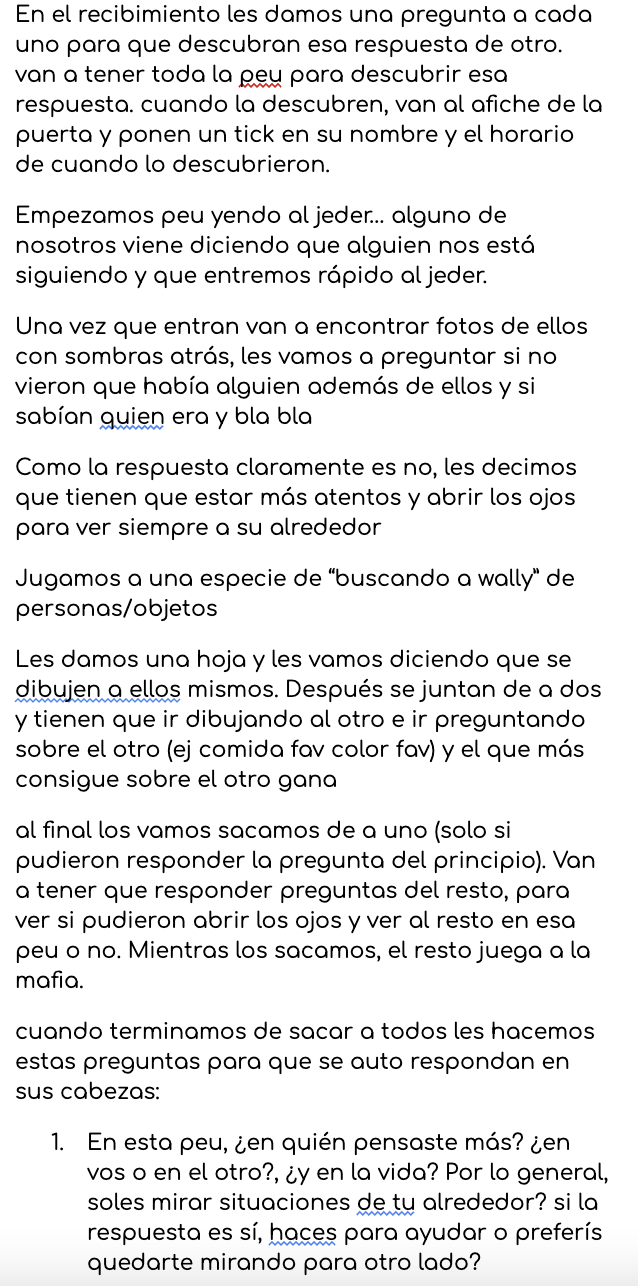 En el recibimiento les damos una pregunta a cada
uno para que descubran esa respuesta de otro.
van a tener toda la peu para descubrir esa
respuesta. cuando la descubren, van al afiche de la
puerta y ponen un tick en su nombre y el horario
de cuando lo descubrieron.
Empezamos peu yendo al jeder... alguno de
nosotros viene diciendo que alguien nos está
siguiendo y que entremos rápido al jeder.
Una vez que entran van a encontrar fotos de ellos
con sombras atrás, les vamos a preguntar si no
vieron que había alguien además de ellos y si
sabían quien era y bla bla
Como la respuesta claramente es no, les decimos
que tienen que estar más atentos y abrir los ojos
para ver siempre a su alrededor
Jugamos a una especie de “buscando a wally” de
personas/objetos
Les damos una hoja y les vamos diciendo que se
dibujen a ellos mismos. Después se juntan de a dos
y tienen que ir dibujando al otro e ir preguntando
sobre el otro (ej comida fav color fav) y el que más
consigue sobre el otro gana
al final los vamos sacamos de a uno (solo si
pudieron responder la pregunta del principio). Van
a tener que responder preguntas del resto, para
ver si pudieron abrir los ojos y ver al resto en esa
peu o no. Mientras los sacamos, el resto juega a la
mafia.
cuando terminamos de sacar a todos les hacemos
estas preguntas para que se auto respondan en
sus cabezas:
1. En esta peu, ¿en quién pensaste más? ¿en
vos o en el otro?, ¿y en la vida? Por lo general,
soles mirar situaciones de tu alrededor? si la
respuesta es sí, haces para ayudar o preferís
quedarte mirando para otro lado?